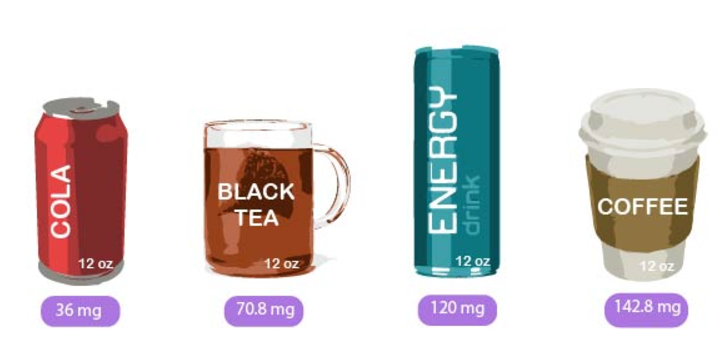 COLA
12 oz
36 mg
BLACK
TEA
12 oz
70.8 mg
ENERGY
drink
12 oz
120 mg
COFFEE
12 oz
142.8 mg